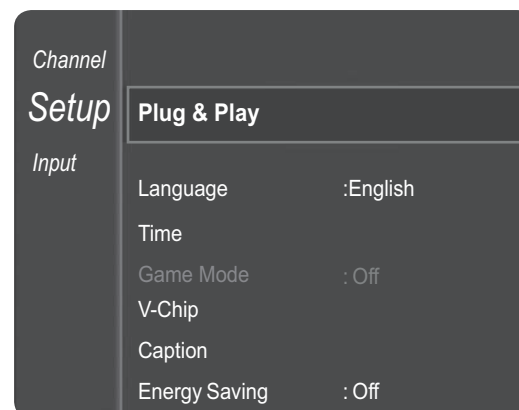 Channel
Setup
Input
Plug & Play
Language :English
Time
Game Mode : Off
V-Chip
Caption
Energy Saving : Off